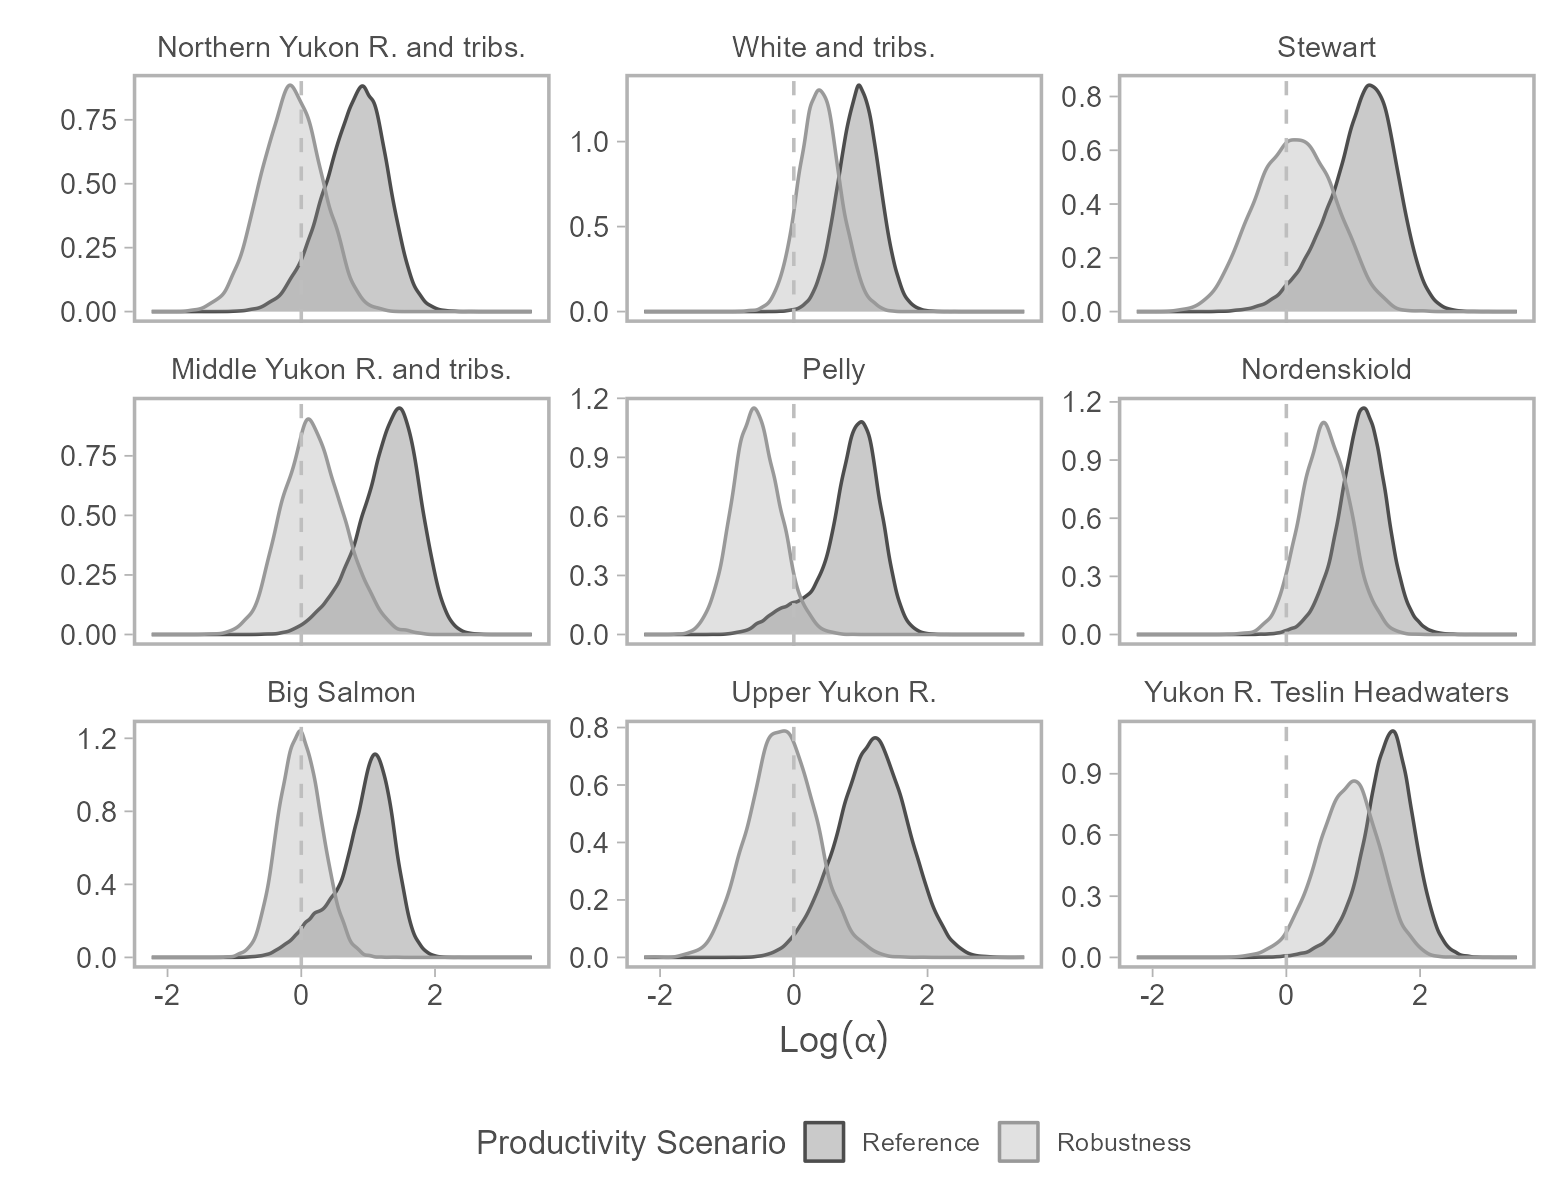 Northern Yukon R. and tribs.
White and tribs.
Stewart
0.75
0.50
0.25
0.00
1.0
0.5
0.0
0.8
0.6
0.4
0.2
0.0
Middle Yukon R. and tribs.
Pelly
Nordenskiold
0.75
0.50
0.25
0.00
1.2
0.9
0.6
0.3
0.0
1.2
0.9
0.6
0.3
0.0
Big Salmon
Upper Yukon R.
Yukon R. Teslin Headwaters
1.2
0.8
0.4
0.0
0.8
0.6
0.4
0.2
0.0
0.9
0.6
0.3
0.0
-2 0 2
-2 0 2
-2 0 2
Log(α)
Productivity Scenario Reference Robustness